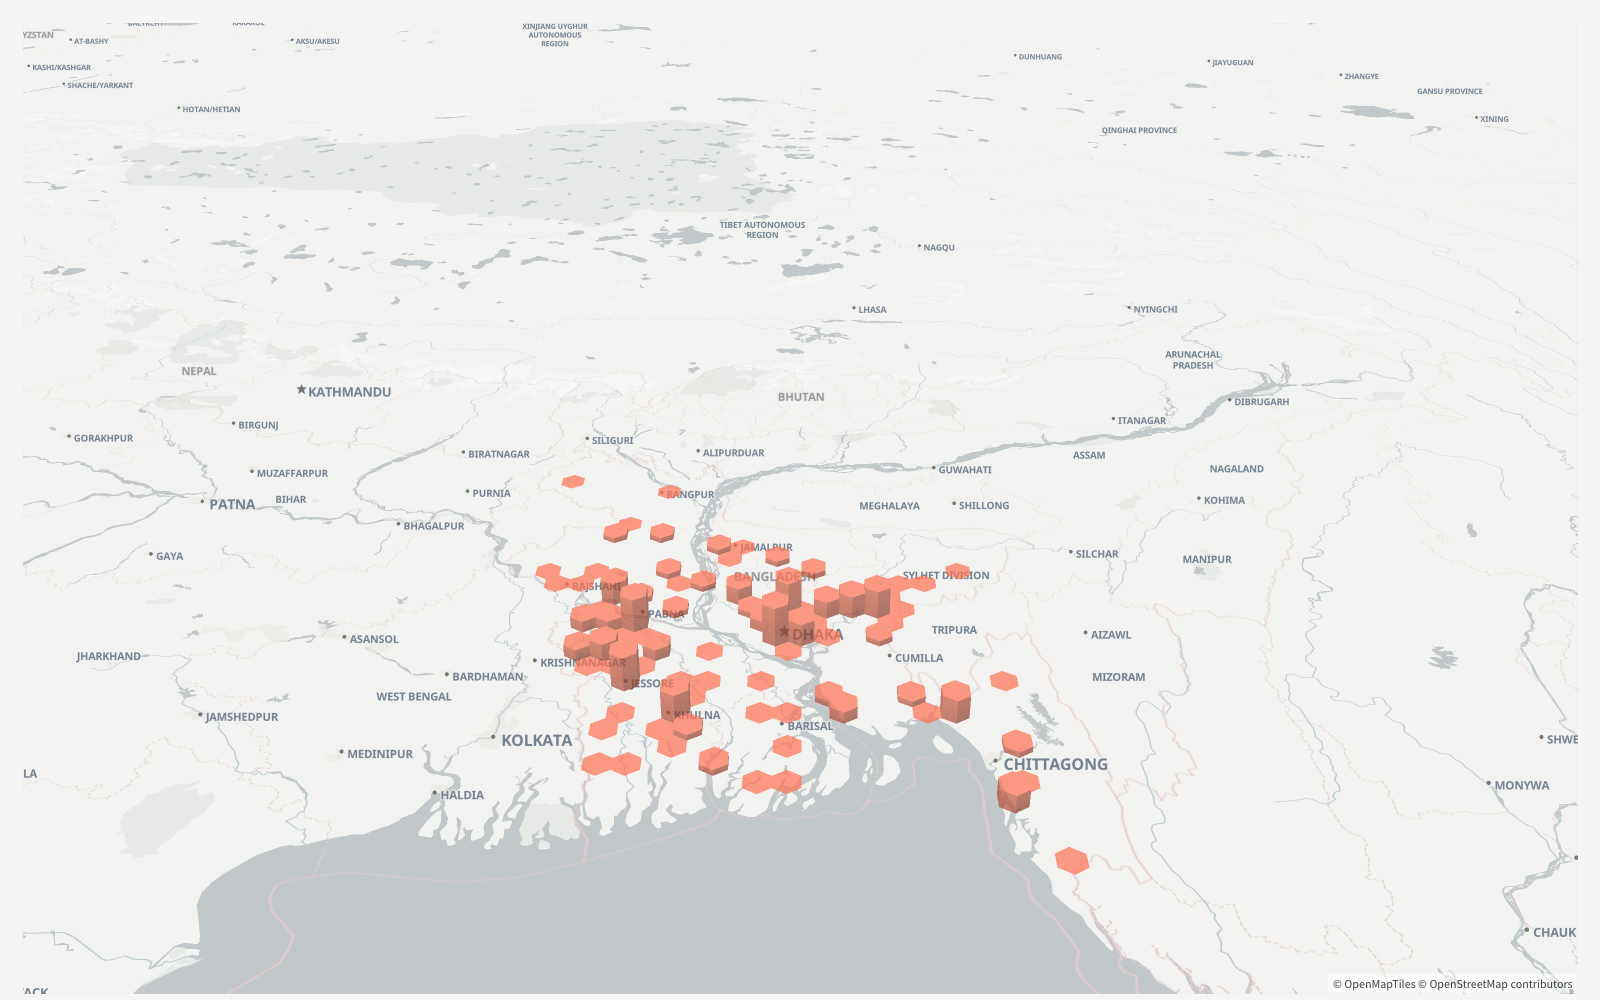 YZSTAN
AT-BASHY
AKSU/AKESU
XINJIANG UYGHUR
AUTONOMOUS
REGION
KASHI/KASHGAR
SHACHE/YARKANT
HOTAN/HETIAN
DUNHUANG
JIAYUGUAN
ZHANGYE
GANSU PROVINCE
XINING
QINGHAI PROVINCE
TIBET AUTONOMOUS
REGION
NAGQU
LHASA
NYINGCHI
ARUNACHAL
PRADESH
NEPAL
KATHMANDU
BHUTAN
DIBRUGARH
BIRGUNJ
ITANAGAR
GORAKHPUR
SILIGURI
BIRATNAGAR
ALIPURDUAR
ASSAM
MUZAFFARPUR
GUWAHATI
NAGALAND
PURNIA
RANGPUR
PATNA
BIHAR
MEGHALAYA
SHILLONG
KOHIMA
BHAGALPUR
GAYA
JAMALPUR
SILCHAR
MANIPUR
BANGLADESH
SYLHET DIVISION
RAJSHAHI
PABNA
ASANSOL
DHAKA
TRIPURA
AIZAWL
JHARKHAND
KRISHNANAGAR
CUMILLA
BARDHAMAN
JESSORE
MIZORAM
WEST BENGAL
JAMSHEDPUR
KHULNA
BARISAL
KOLKATA
SHWE
MEDINIPUR
CHITTAGONG
LA
MONYWA
HALDIA
CHAUK
ACK
© OpenMapTiles © OpenStreetMap contributors